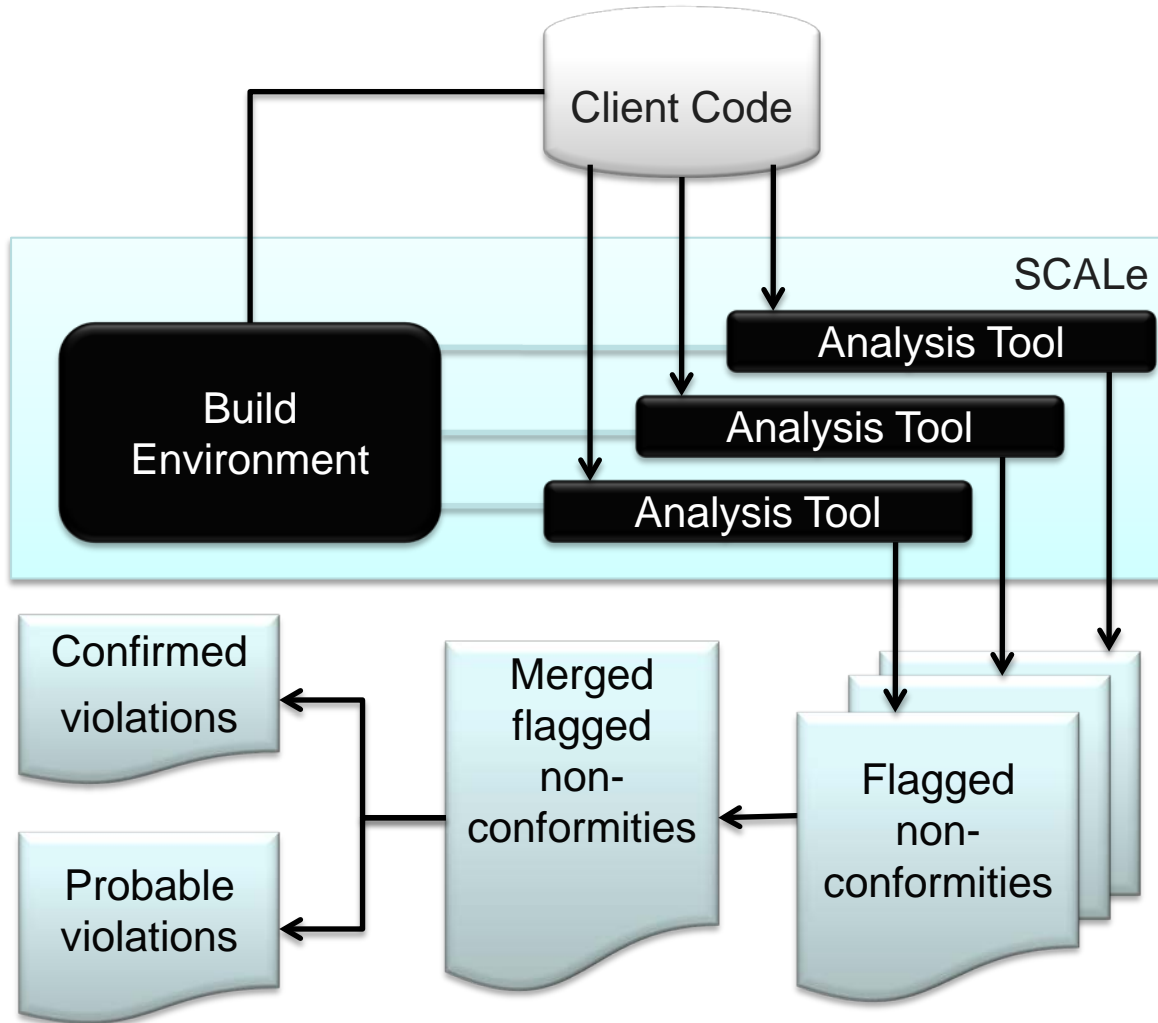 Client Code
SCALe
Analysis Tool
Build
Environment
Analysis Tool
Analysis Tool
Confirmed
violations
Merged
flagged
non-
conformities
Flagged
non-
conformities
Probable
violations